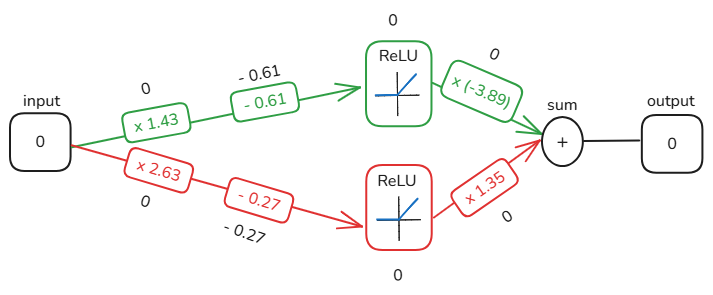 0
ReLU
- 0.61
0
0
x 1.43
- 0.61
x (-3.89)
input
0
sum
+
output
0
x 2.63
- 0.27
ReLU
x 1.35
0
- 0.27
0
0